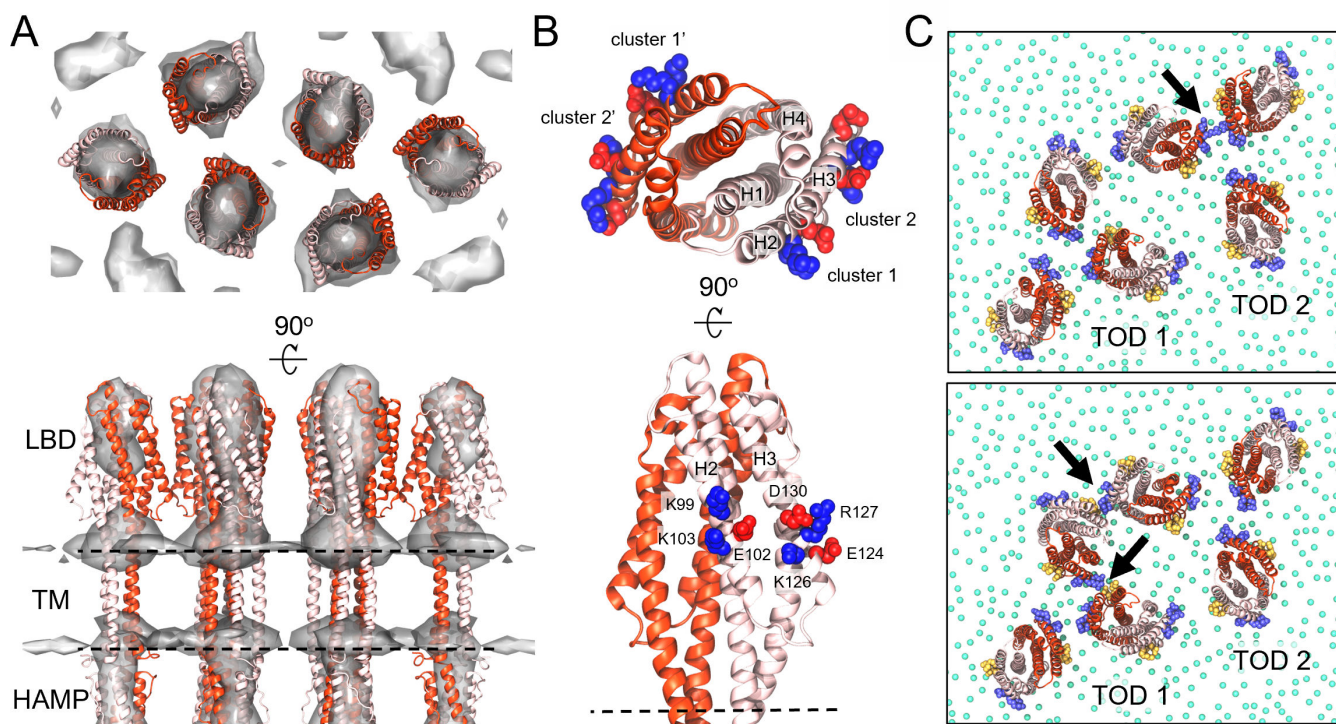 A
90°
LBD
TM
HAMP
B
cluster 1'
cluster 2'
H4
H1
H3
H2
cluster 2
cluster 1
90°
H2
H3
K99
D130
R127
K103
E102
E124
K126
C
TOD 1
TOD 2
TOD 1
TOD 2